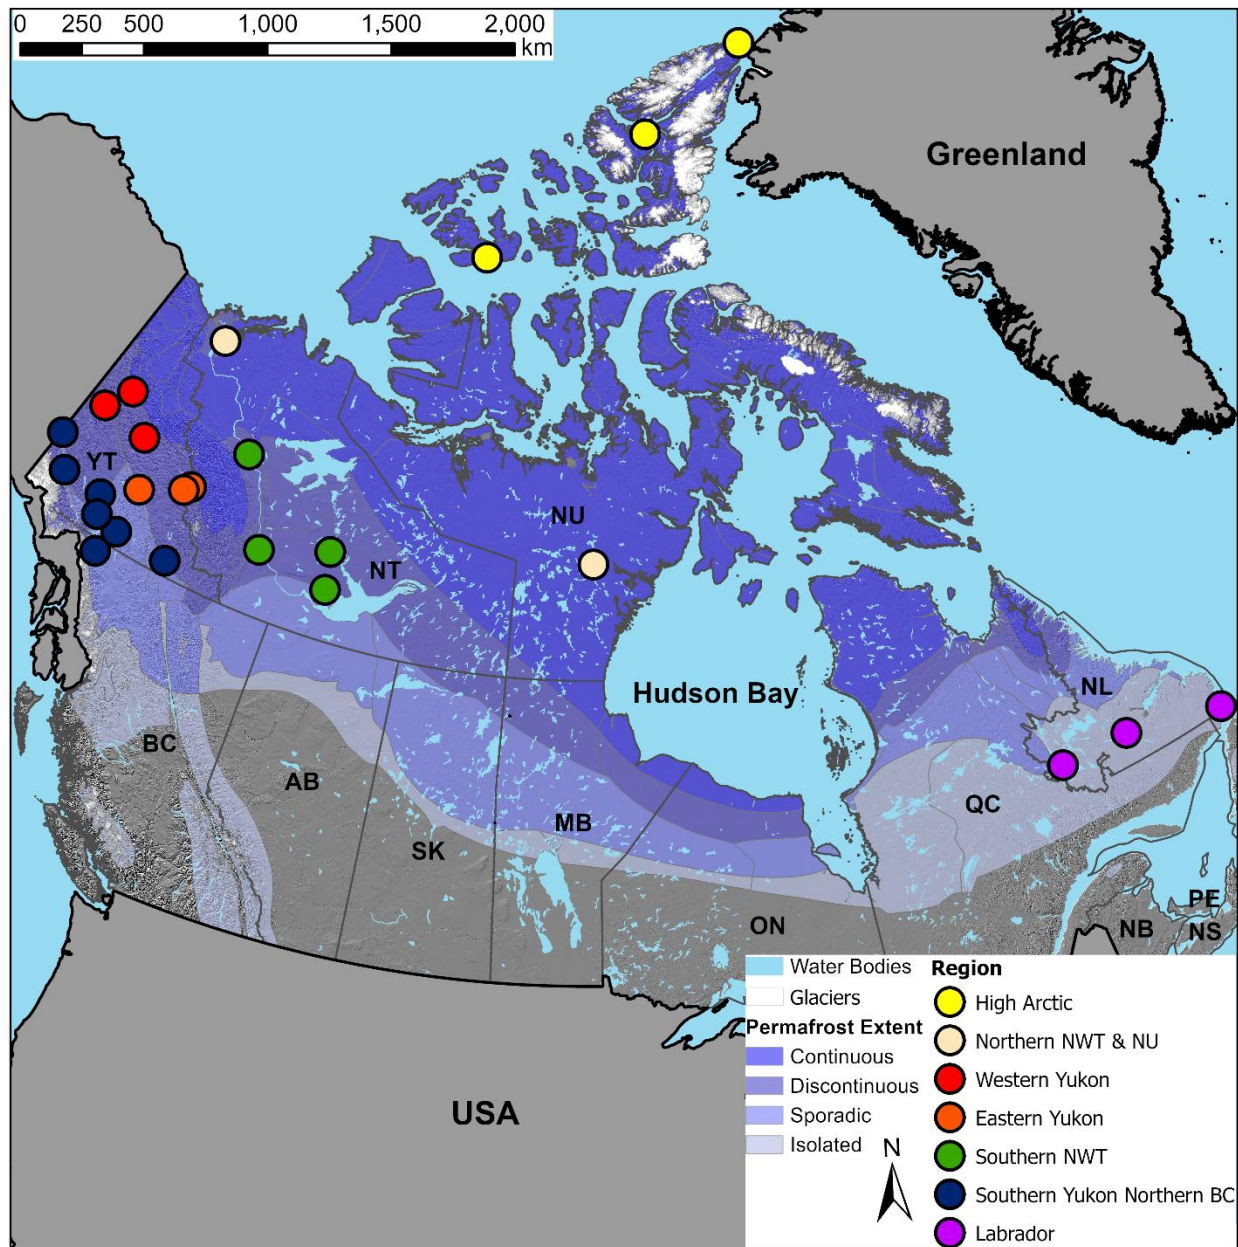 0 250 500 1,000 1,500 2,000
km
Greenland
YT
NU
NT
Hudson Bay
NL
BC
AB
QC
MB
SK
PE
ON
NB
NS
USA
Water Bodies
Glaciers
Permafrost Extent
Continuous
Discontinuous
Sporadic
Isolated
N
Region
High Arctic
Northern NWT & NU
Western Yukon
Eastern Yukon
Southern NWT
Southern Yukon Northern BC
Labrador